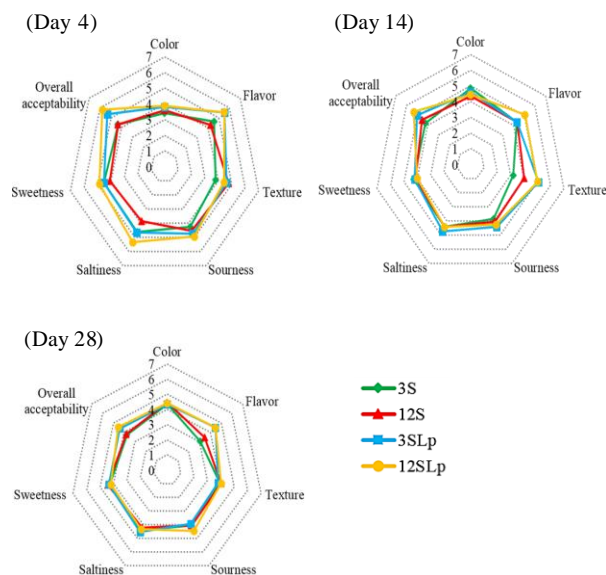 (Day 4)
Color
7
6
5
4
3
2
1
0
Flavor
Texture
Sourness
Saltiness
Sweetness
Overall
acceptability
(Day 14)
Color
7
6
5
4
3
2
1
0
Flavor
Texture
Sourness
Saltiness
Sweetness
Overall
acceptability
(Day 28)
Color
7
6
5
4
3
2
1
0
Flavor
Texture
Sourness
Saltiness
Sweetness
Overall
acceptability
3S
12S
3SLp
12SLp